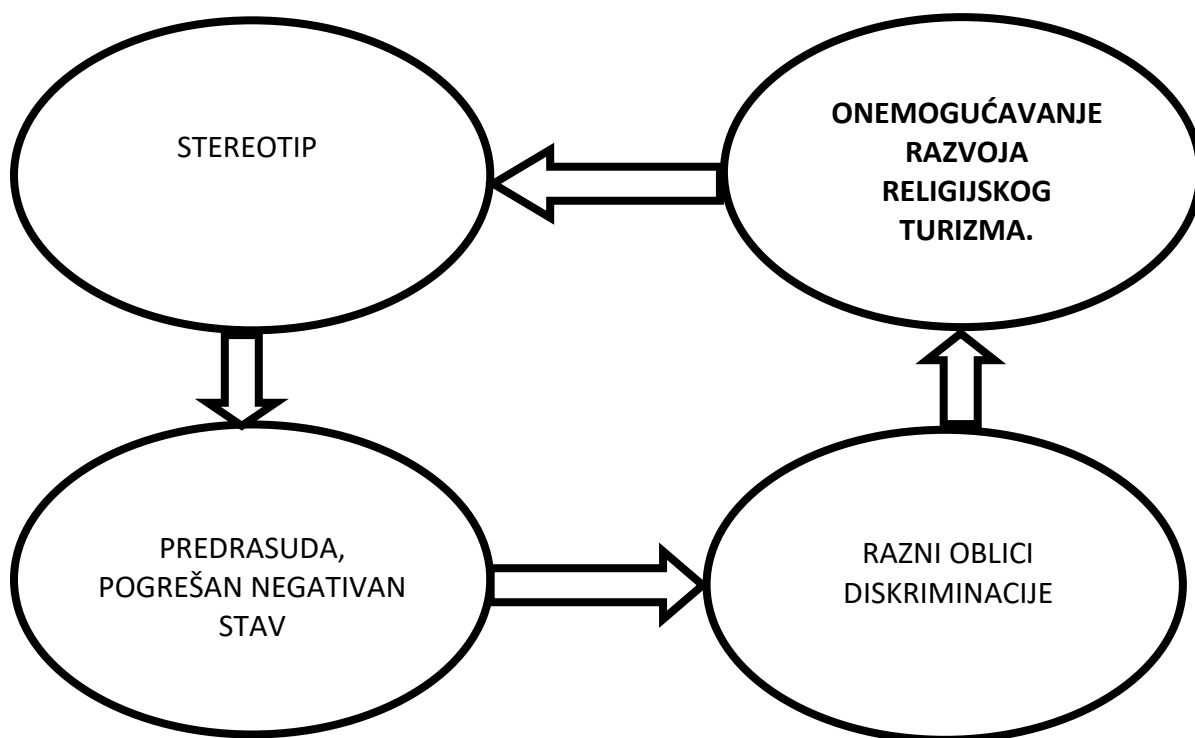 STEREOTIP
ONEMOGUĆAVANJE
RAZVOJA
RELIGIJSKOG
TURIZMA.
PREDRASUDA,
POGREŠAN NEGATIVAN
STAV
RAZNI OBLICI
DISKRIMINACIJE